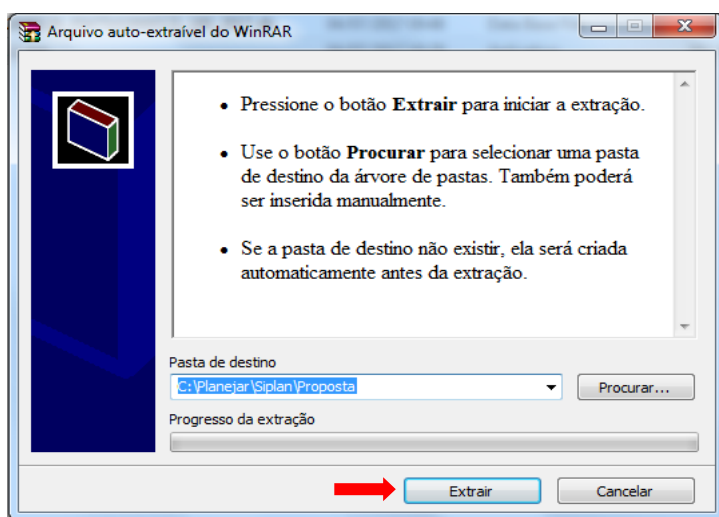 Arquivo auto-extraível do WinRAR
• Pressione o botão Extrair para iniciar a extração.
• Use o botão Procurar para selecionar uma pasta
de destino da árvore de pastas. Também poderá
ser inserida manualmente.
• Se a pasta de destino não existir, ela será criada
automaticamente antes da extração.
Pasta de destino
C:\Planejar\Siplan\Proposta
Procurar...
Progresso da extração
Extrair
Cancelar